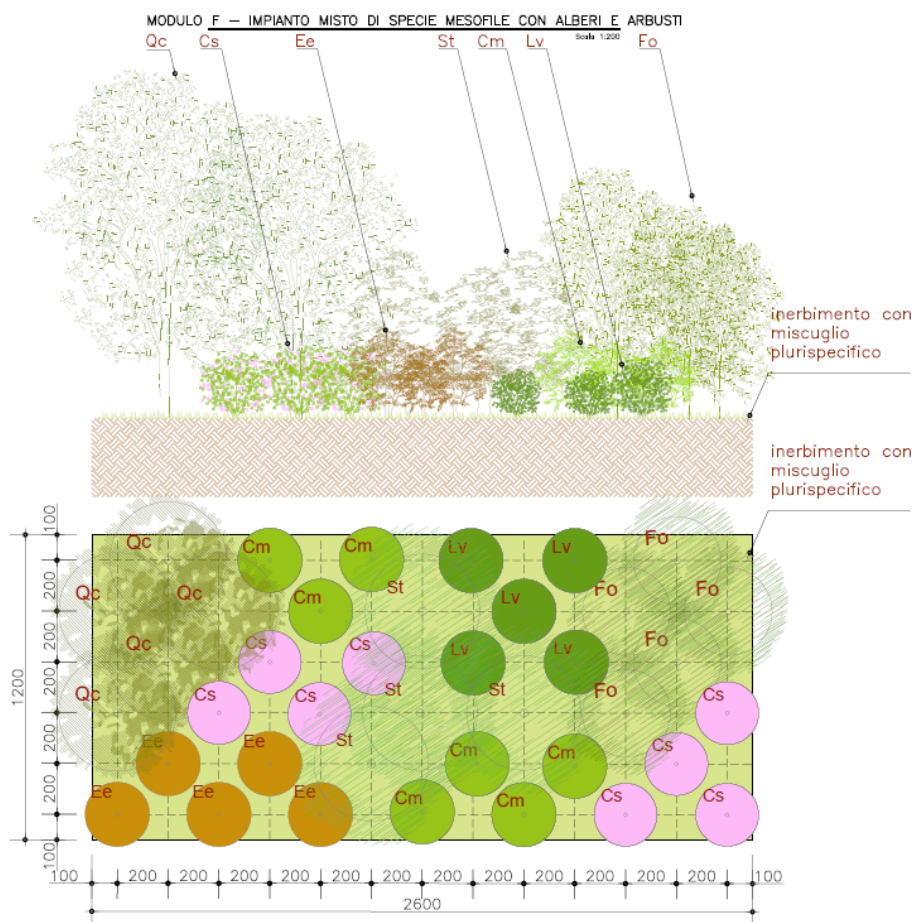 MODULO F — IMPIANTO MISTO DI SPECIE MESOFILE CON ALBERI E ARBUSTI
Scala 1:200
Qc Cs Ee St Cm Lv Fo
inerbimento con
miscuglio
plurispecifico
inerbimento con
miscuglio
plurispecifico
100
200
200
200
200
200
100
1200
Qc Cm Cm Lv Lv Fo
Qc Qc Cm St Lv Fo Fo
Qc Cs Cs Lv Lv Fo
Qc Cs Cs St St Fo Cs
Ee Ee St Cm Cm Cs
Ee Ee Ee Cm Cm Cs Cs
100 200 200 200 200 200 200 200 200 200 200 200 200 100
2600